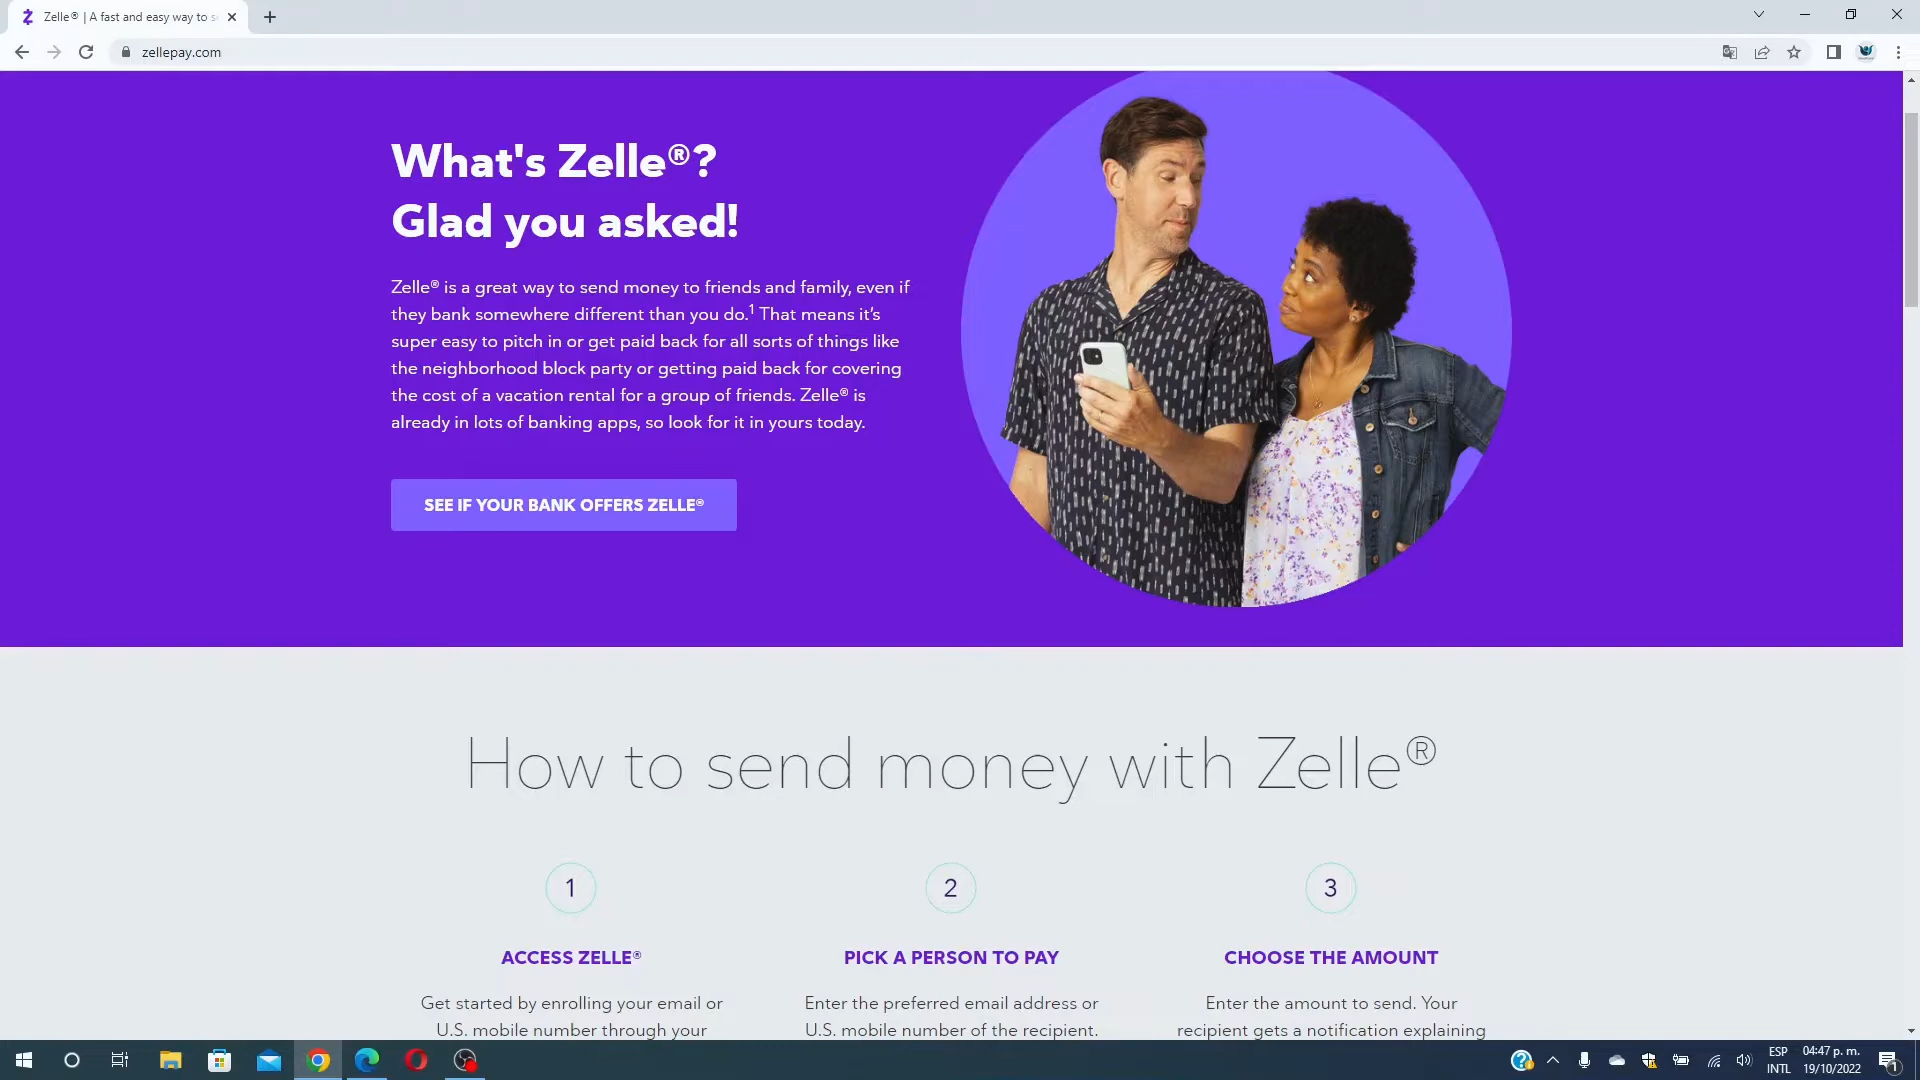 Zelle® | A fast and easy way to s
zellepay.com
What's Zelle®?
Glad you asked!
Zelle® is a great way to send money to friends and family, even if
they bank somewhere different than you do.¹ That means it's
super easy to pitch in or get paid back for all sorts of things like
the neighborhood block party or getting paid back for covering
the cost of a vacation rental for a group of friends. Zelle® is
already in lots of banking apps, so look for it in yours today.
SEE IF YOUR BANK OFFERS ZELLE®
How to send money with Zelle®
1
2
3
ACCESS ZELLE®
PICK A PERSON TO PAY
CHOOSE THE AMOUNT
Get started by enrolling your email or
U.S. mobile number through your
Enter the preferred email address or
U.S. mobile number of the recipient.
Enter the amount to send. Your
recipient gets a notification explaining
ESP
INTL
04:47 p. m.
19/10/2022
1